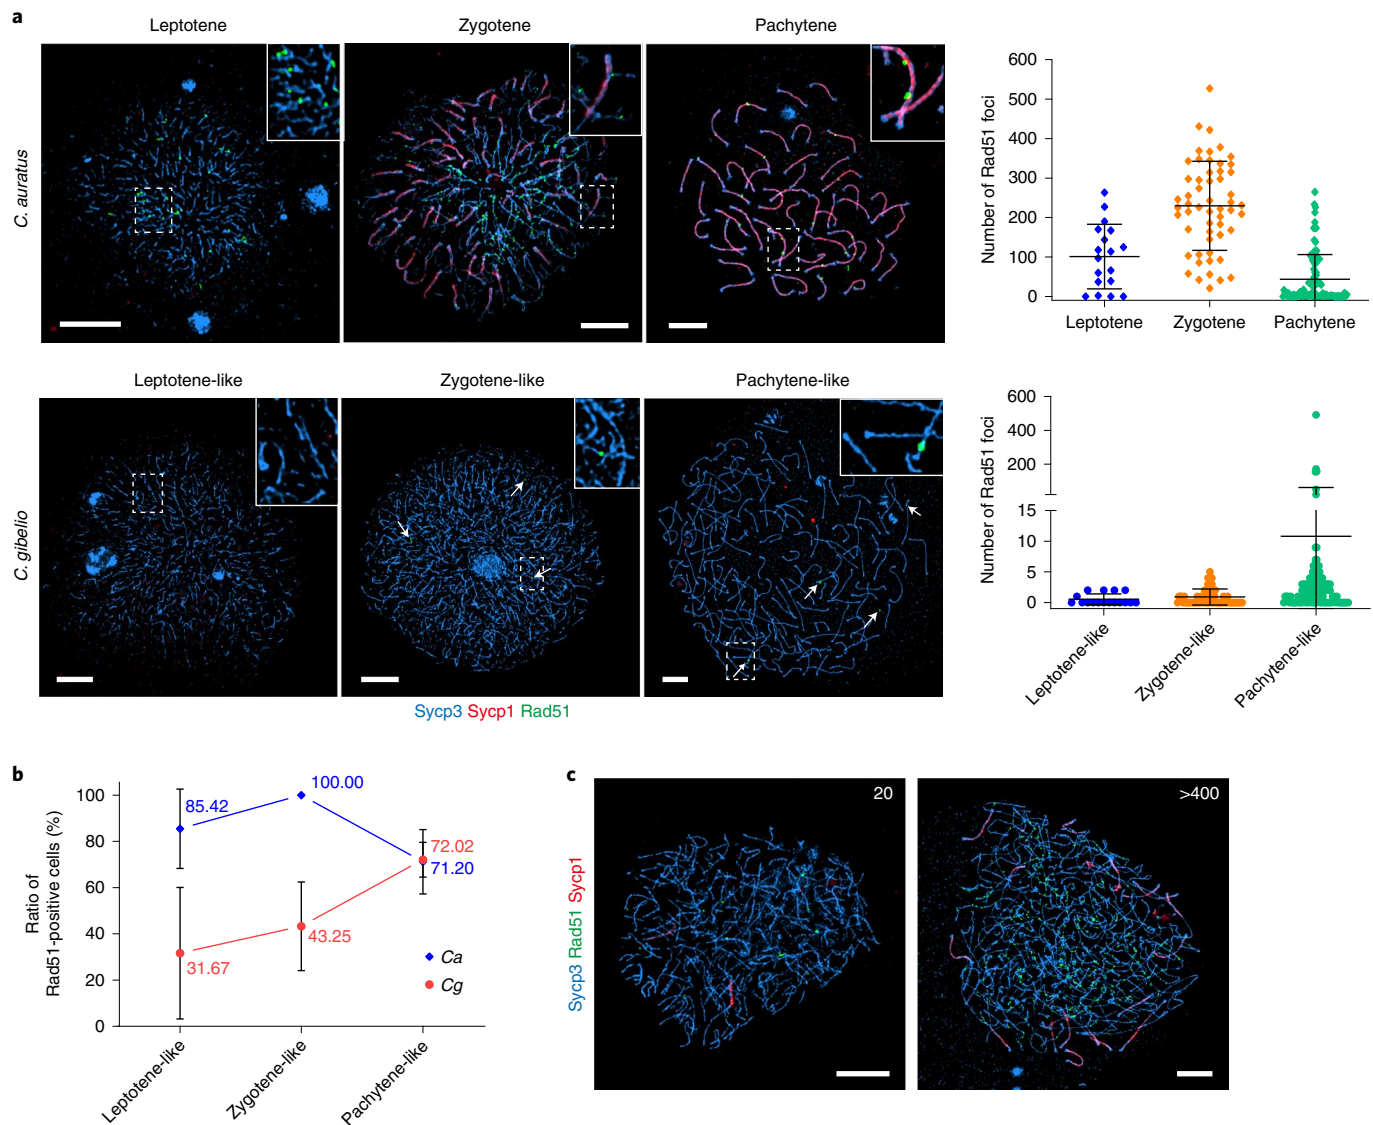 a
Leptotene
Zygotene
Pachytene
C. auratus
Number of Rad51 foci
600
500
400
300
200
100
0
Leptotene
Zygotene
Pachytene
Leptotene-like
Zygotene-like
Pachytene-like
C. gibelio
Sycp3 Sycp1 Rad51
Number of Rad51 foci
600
400
200
15
10
5
0
Leptotene-like
Zygotene-like
Pachytene-like
b
Ratio of
Rad51-positive cells (%)
100
80
60
40
20
0
85.42
100.00
72.02
71.20
31.67
43.25
Ca
Cg
Leptotene-like
Zygotene-like
Pachytene-like
c
Sycp3 Rad51 Sycp1
20
>400